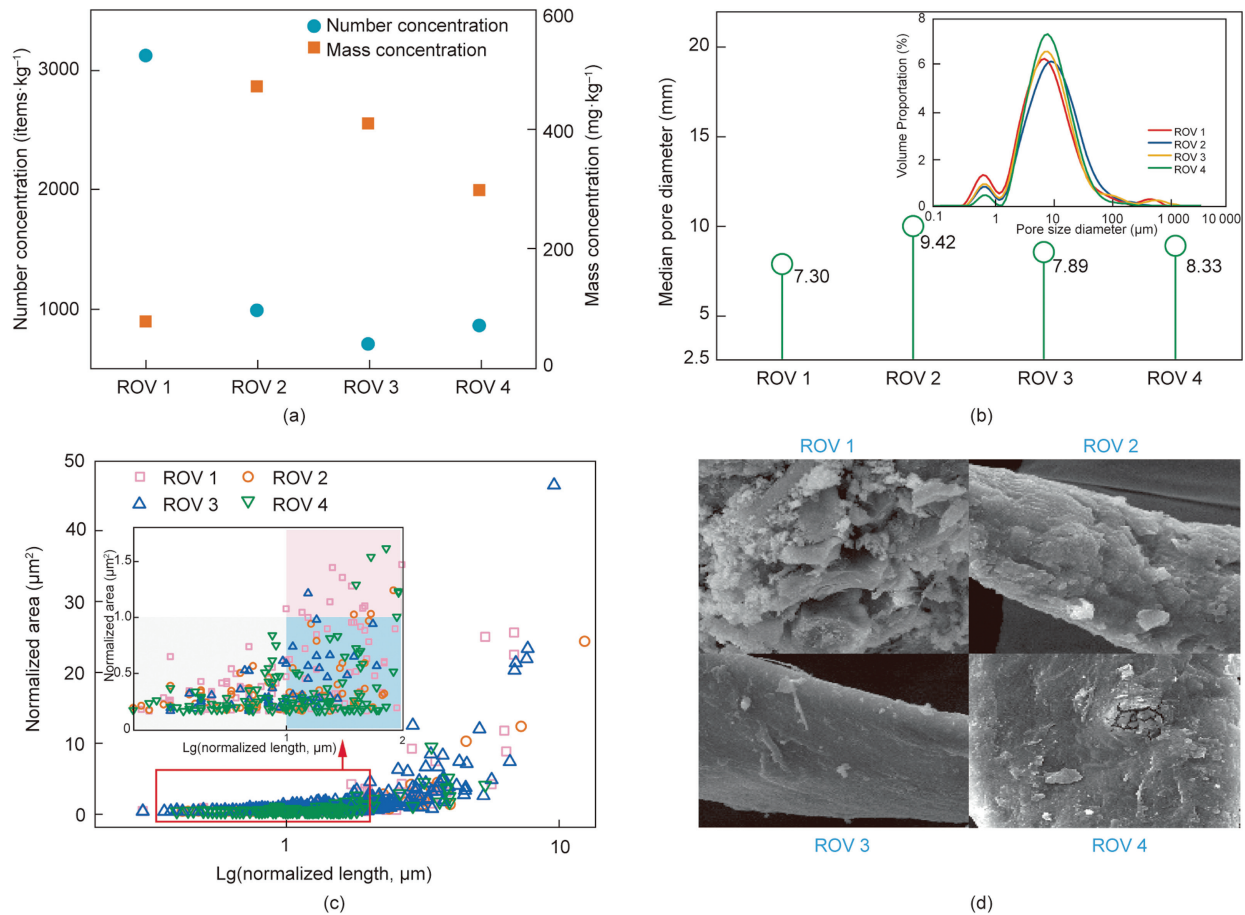 600
Number concentration
Mass concentration
3000
400
2000
200
1000
0
Number concentration (items·kg⁻¹)
Mass concentration (mg·kg⁻¹)
ROV 1 ROV 2 ROV 3 ROV 4
(a)
20
15
10
5
2.5
Median pore diameter (mm)
8
6
4
2
0
Volume Proportation (%)
ROV 1
ROV 2
ROV 3
ROV 4
0.1 1 10 100 1 000 10 000
Pore size diameter (µm)
7.30
9.42
7.89
8.33
ROV 1 ROV 2 ROV 3 ROV 4
(b)
50
40
30
20
10
0
Normalized area (µm²)
ROV 1 ROV 2
ROV 3 ROV 4
1.5
1.0
0.5
0
Normalized area (µm²)
1 2
Lg(normalized length, µm)
1 10
Lg(normalized length, µm)
(c)
ROV 1 ROV 2
ROV 3 ROV 4
(d)